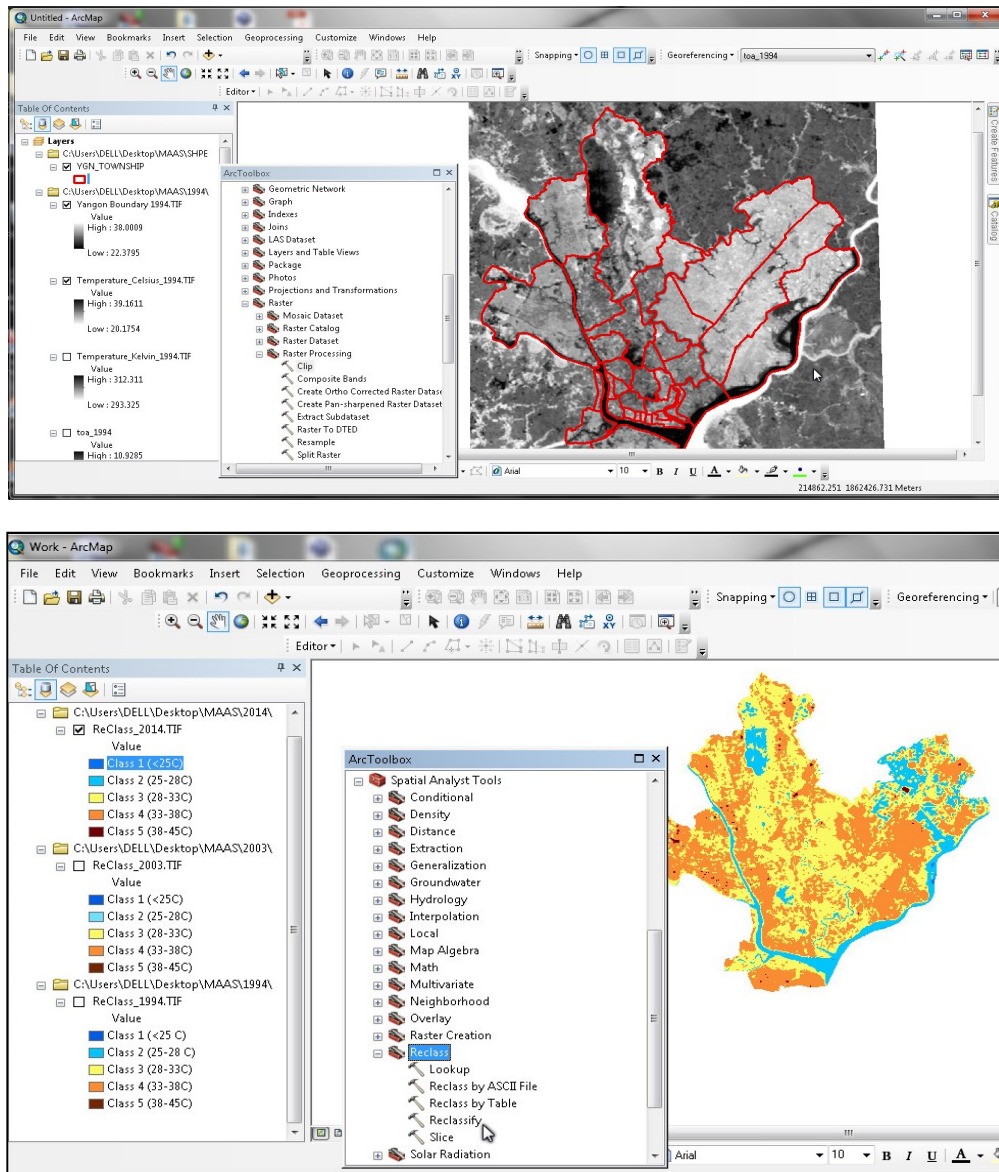 Untitled - ArcMap
File Edit View Bookmarks Insert Selection Geoprocessing Customize Windows Help
Snapping Georeferencing toa_1994
Editor
Table Of Contents
Layers
C:\Users\DELL\Desktop\MAAS\SHPE
YGN_TOWNSHIP
C:\Users\DELL\Desktop\MAAS\1994\
Yangon Boundary 1994.TIF
Value
High : 38.0009
Low : 22.3795
Temperature_Celsius_1994.TIF
Value
High : 39.1611
Low : 20.1754
Temperature_Kelvin_1994.TIF
Value
High : 312.311
Low : 293.325
toa_1994
Value
High : 10.9285
ArcToolbox
Geometric Network
Graph
Indexes
Joins
LAS Dataset
Layers and Table Views
Package
Photos
Projections and Transformations
Raster
Mosaic Dataset
Raster Catalog
Raster Dataset
Raster Processing
Clip
Composite Bands
Create Ortho Corrected Raster Datase
Create Pan-sharpened Raster Dataset
Extract Subdataset
Raster To DTED
Resample
Split Raster
Create Features
Catalog
Arial 10 B I U A
214862.251 1862426.731 Meters
Work - ArcMap
File Edit View Bookmarks Insert Selection Geoprocessing Customize Windows Help
Snapping Georeferencing
Editor
Table Of Contents
C:\Users\DELL\Desktop\MAAS\2014\
ReClass_2014.TIF
Value
Class 1 (<25C)
Class 2 (25-28C)
Class 3 (28-33C)
Class 4 (33-38C)
Class 5 (38-45C)
C:\Users\DELL\Desktop\MAAS\2003\
ReClass_2003.TIF
Value
Class 1 (<25C)
Class 2 (25-28C)
Class 3 (28-33C)
Class 4 (33-38C)
Class 5 (38-45C)
C:\Users\DELL\Desktop\MAAS\1994\
ReClass_1994.TIF
Value
Class 1 (<25 C)
Class 2 (25-28 C)
Class 3 (28-33C)
Class 4 (33-38C)
Class 5 (38-45C)
ArcToolbox
Spatial Analyst Tools
Conditional
Density
Distance
Extraction
Generalization
Groundwater
Hydrology
Interpolation
Local
Map Algebra
Math
Multivariate
Neighborhood
Overlay
Raster Creation
Reclass
Lookup
Reclass by ASCII File
Reclass by Table
Reclassify
Slice
Solar Radiation
Arial 10 B I U A